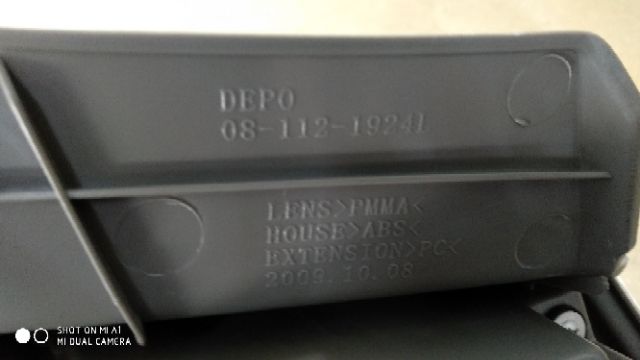 DEPO
08-112-1924L
LENS>PMMA<
HOUSE>ABS<
EXTENSION>PC<
2009.10.08
SHOT ON MI A1
MI DUAL CAMERA